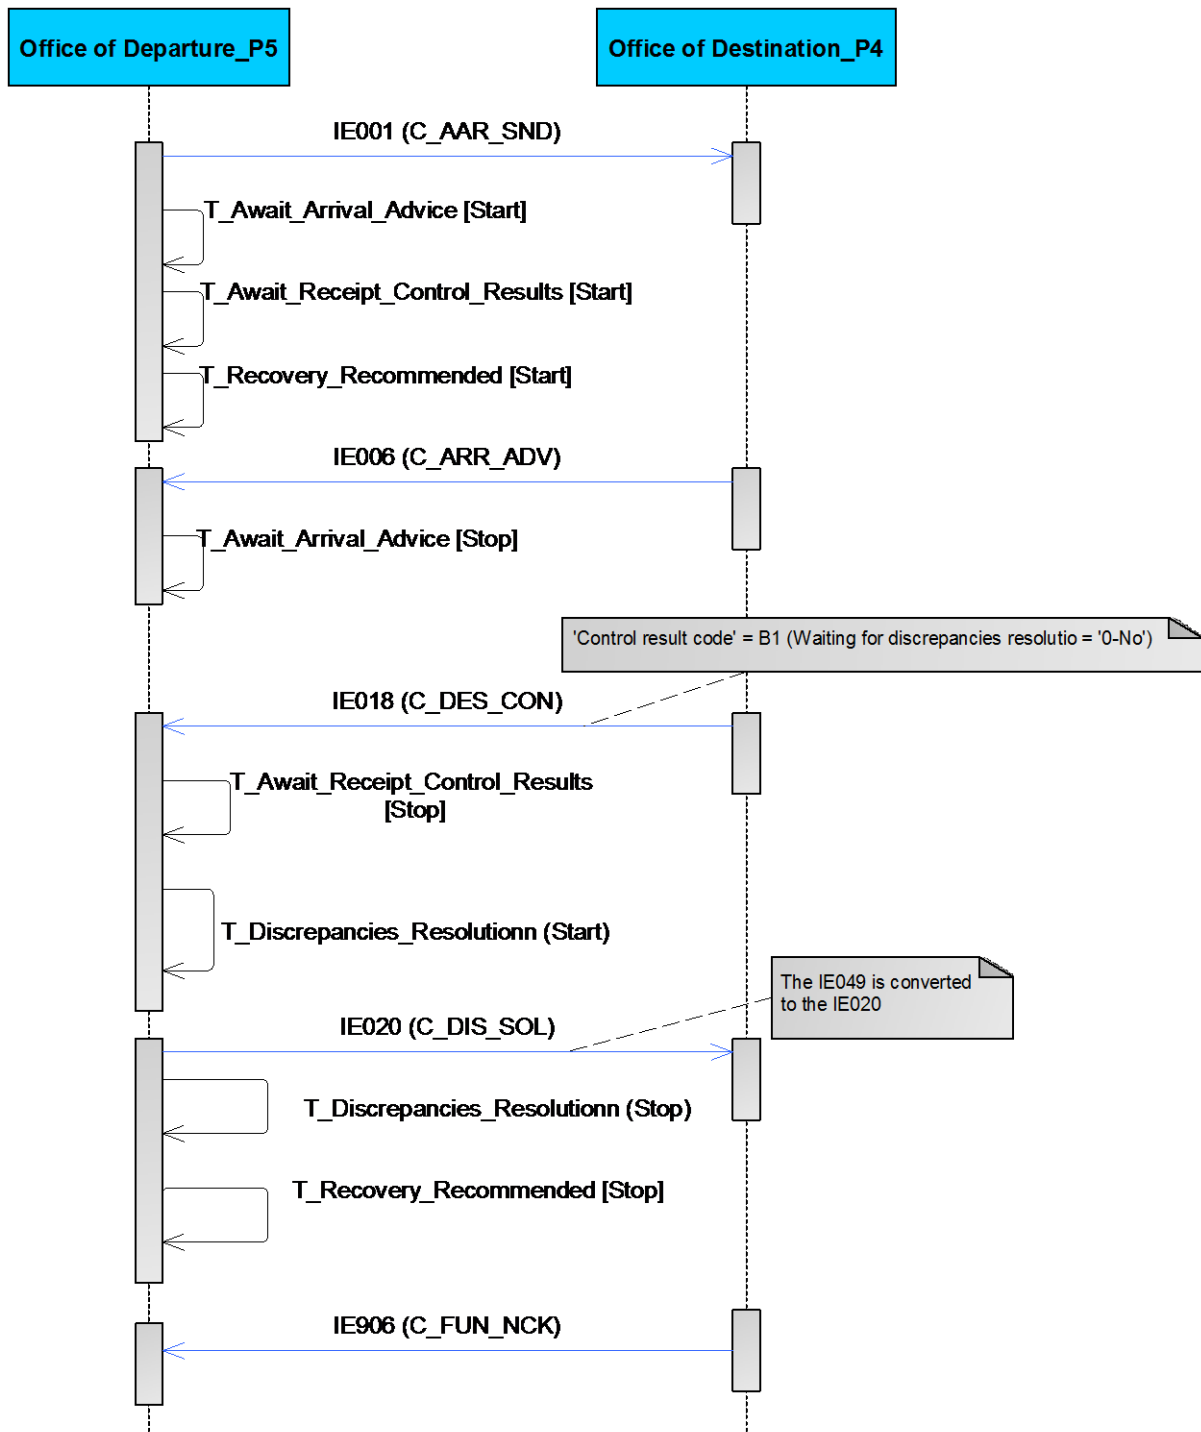 Office of Departure_P5
Office of Destination_P4
IE001 (C_AAR_SND)
T_Await_Arrival_Advice [Start]
T_Await_Receipt_Control_Results [Start]
T_Recovery_Recommended [Start]
IE006 (C_ARR_ADV)
T_Await_Arrival_Advice [Stop]
'Control result code' = B1 (Waiting for discrepancies resolutio = '0-No')
IE018 (C_DES_CON)
T_Await_Receipt_Control_Results
[Stop]
T_Discrepancies_Resolutionn (Start)
The IE049 is converted
to the IE020
IE020 (C_DIS_SOL)
T_Discrepancies_Resolutionn (Stop)
T_Recovery_Recommended [Stop]
IE906 (C_FUN_NCK)